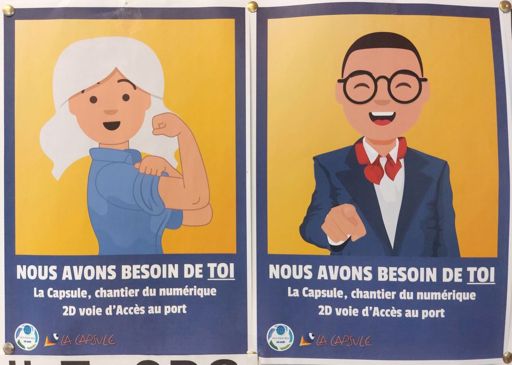 NOUS AVONS BESOIN DE TOI
La Capsule, chantier du numérique
2D voie d'Accès au port
LA CAPSULE
NOUS AVONS BESOIN DE TOI
La Capsule, chantier du numérique
2D voie d'Accès au port
LA CAPSULE